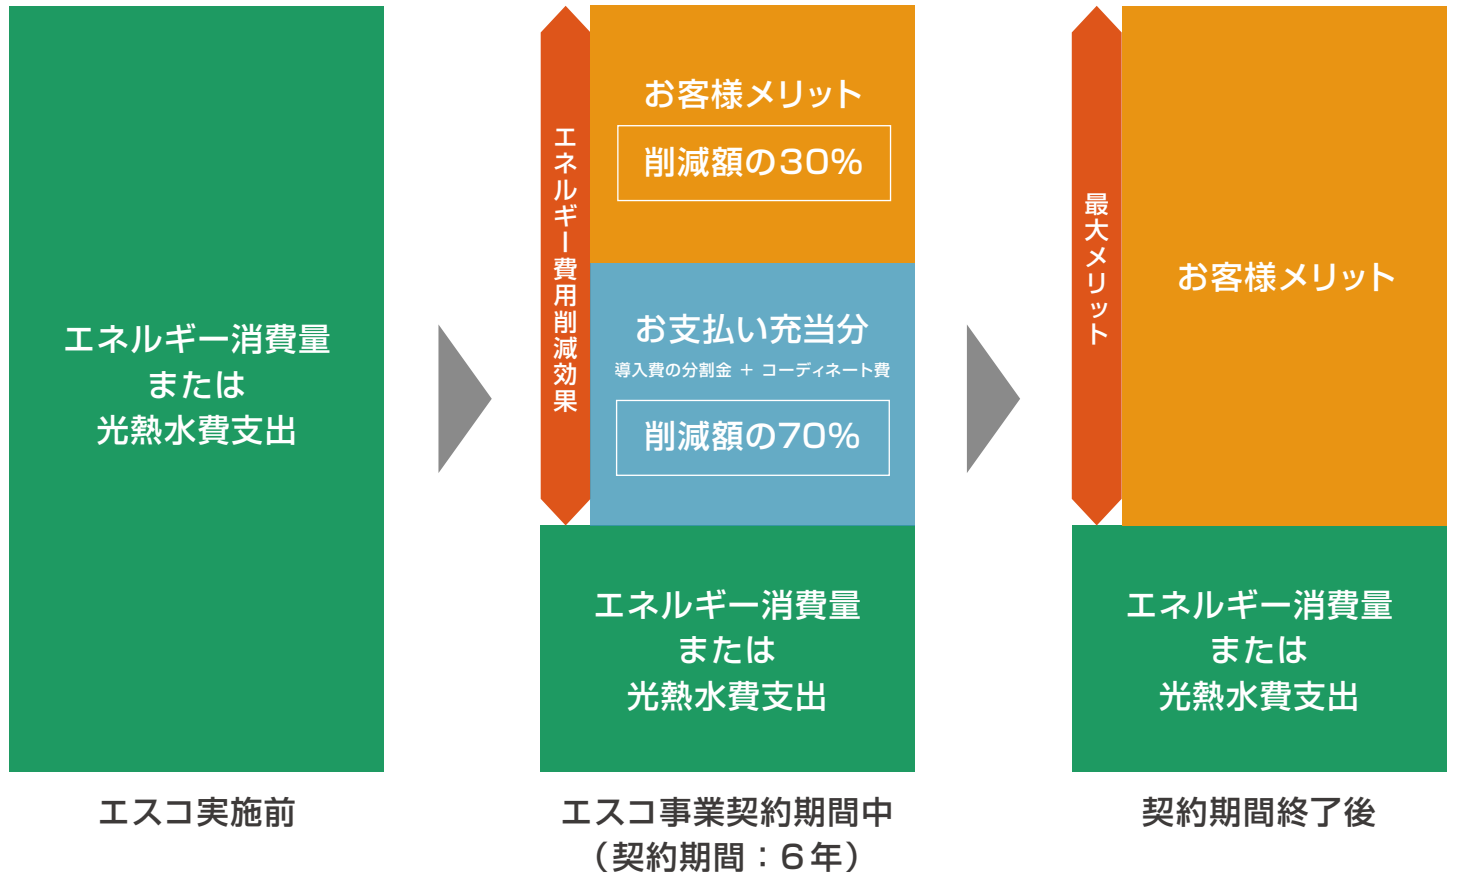 エネルギー消費量
または
光熱水費支出
エスコ実施前
エネルギー費用削減効果
お客様メリット
削減額の30%
お支払い充当分
導入費の分割金 + コーディネート費
削減額の70%
エネルギー消費量
または
光熱水費支出
エスコ事業契約期間中
(契約期間:6年)
最大メリット
お客様メリット
エネルギー消費量
または
光熱水費支出
契約期間終了後